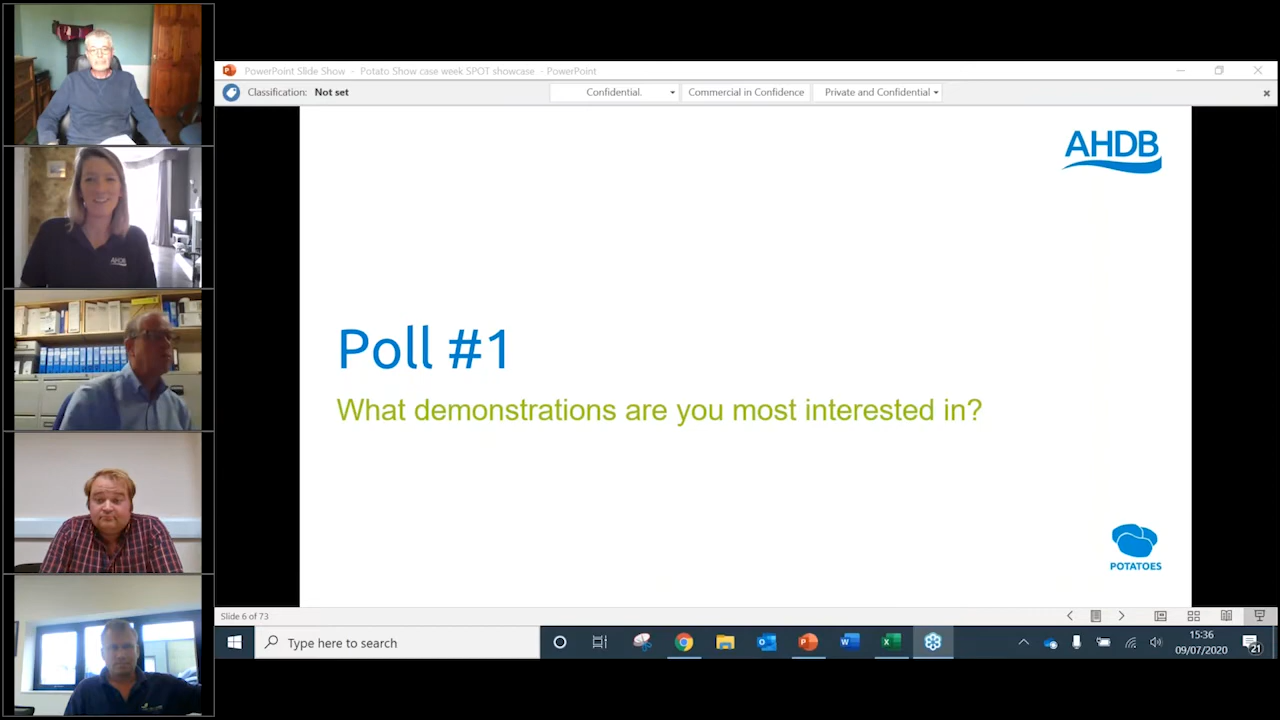 PowerPoint Slide Show - Potato Show case week SPOT showcase - PowerPoint
Classification: Not set
Confidential.
Commercial in Confidence
Private and Confidential
AHDB
AHDB
Poll #1
What demonstrations are you most interested in?
POTATOES
Slide 6 of 73
Type here to search
15:36
09/07/2020
21